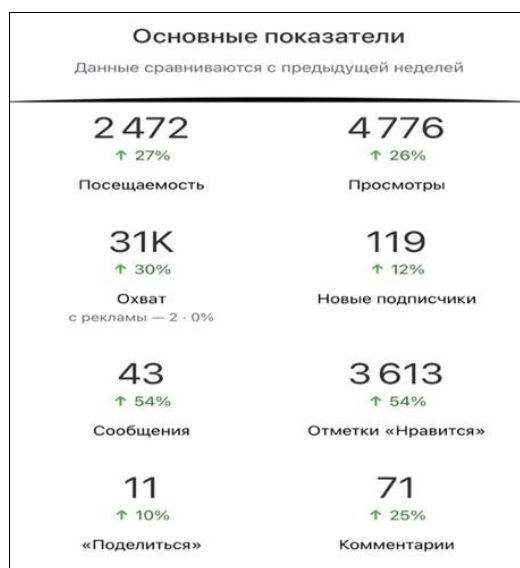 Основные показатели
Данные сравниваются с предыдущей неделей
2 472
↑ 27%
Посещаемость
4 776
↑ 26%
Просмотры
31K
↑ 30%
Охват
с рекламы — 2 · 0%
119
↑ 12%
Новые подписчики
43
↑ 54%
Сообщения
3 613
↑ 54%
Отметки «Нравится»
11
↑ 10%
«Поделиться»
71
↑ 25%
Комментарии